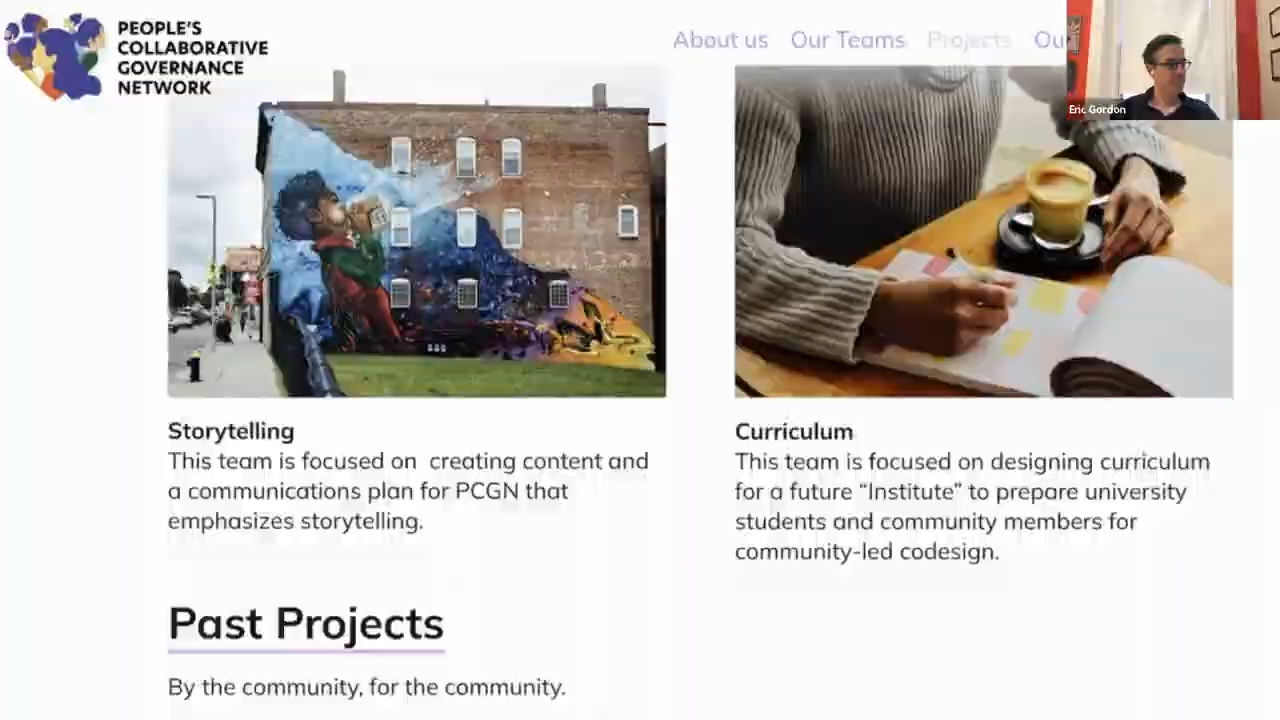 PEOPLE'S
COLLABORATIVE
GOVERNANCE
NETWORK
About us Our Teams Projects Ou
Eric Gordon
Storytelling
This team is focused on creating content and
a communications plan for PCGN that
emphasizes storytelling.
Curriculum
This team is focused on designing curriculum
for a future “Institute” to prepare university
students and community members for
community-led codesign.
Past Projects
By the community, for the community.